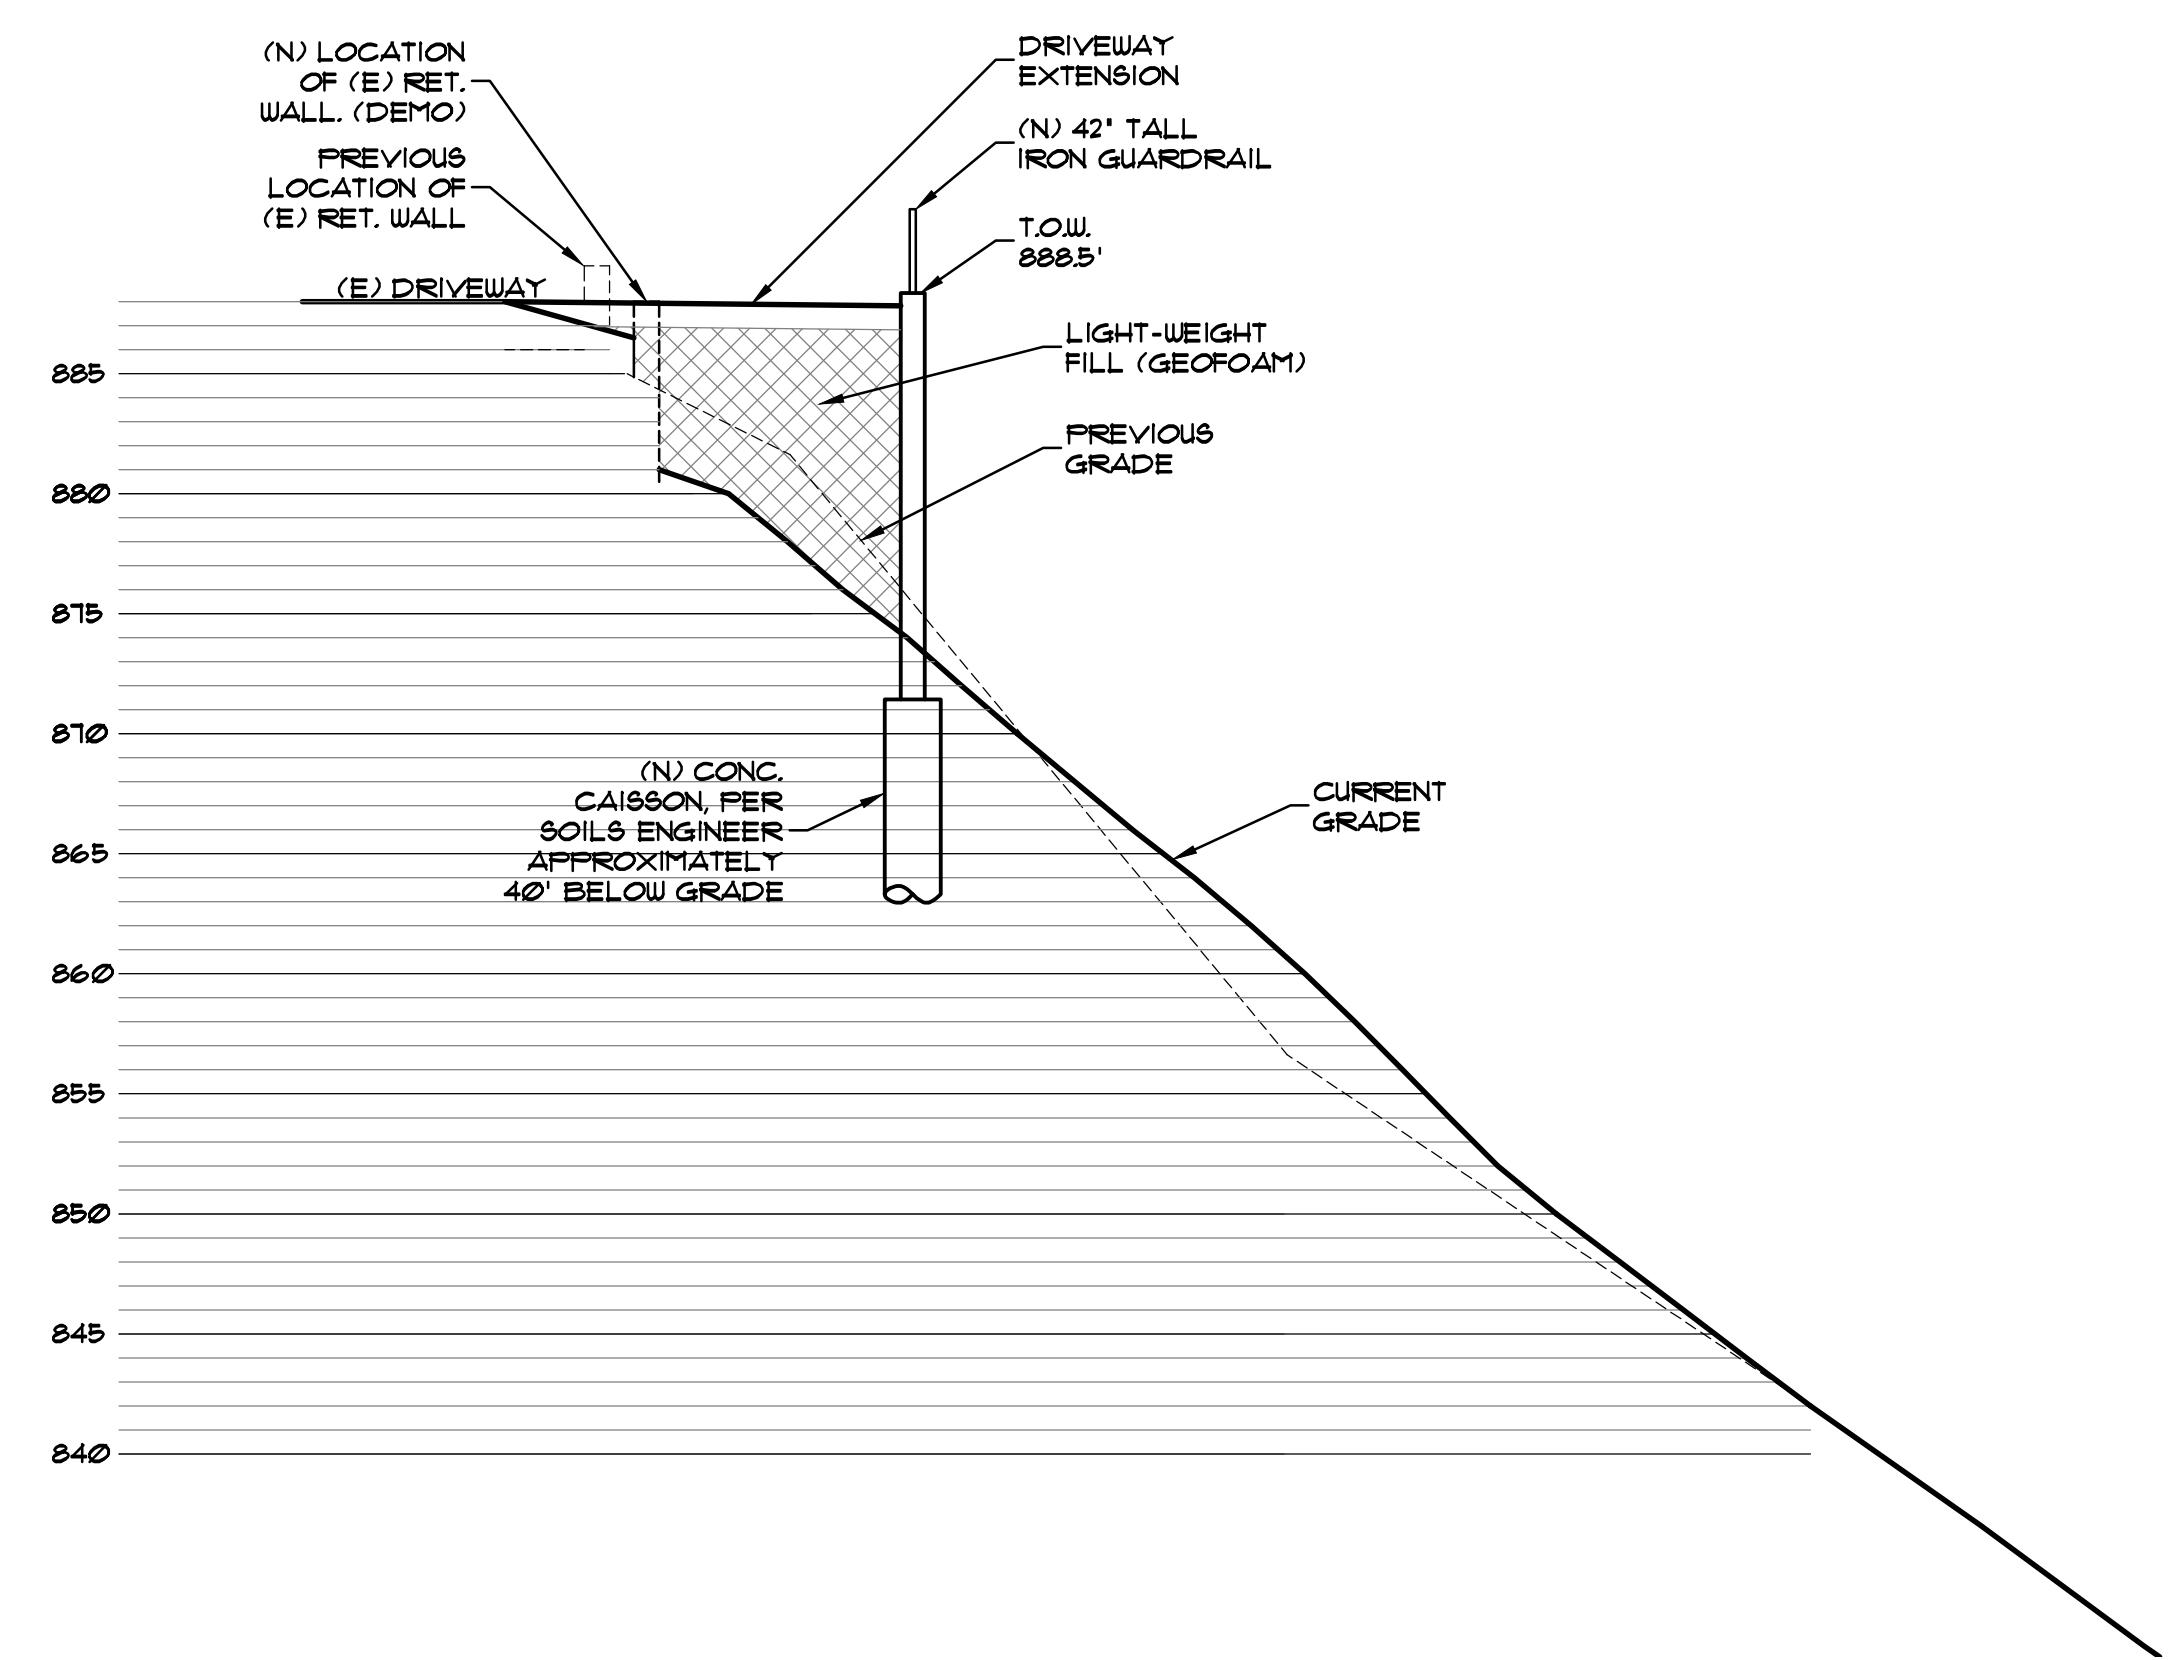 (N) LOCATION
OF (E) RET.
WALL. (DEMO)
PREVIOUS
LOCATION OF
(E) RET. WALL
(E) DRIVEWAY
DRIVEWAY
EXTENSION
(N) 42" TALL
IRON GUARDRAIL
T.O.W.
888.5'
LIGHT-WEIGHT
FILL (GEOFOAM)
PREVIOUS
GRADE
(N) CONC.
CAISSON, PER
SOILS ENGINEER
APPROXIMATELY
40' BELOW GRADE
CURRENT
GRADE
885
880
875
870
865
860
855
850
845
840